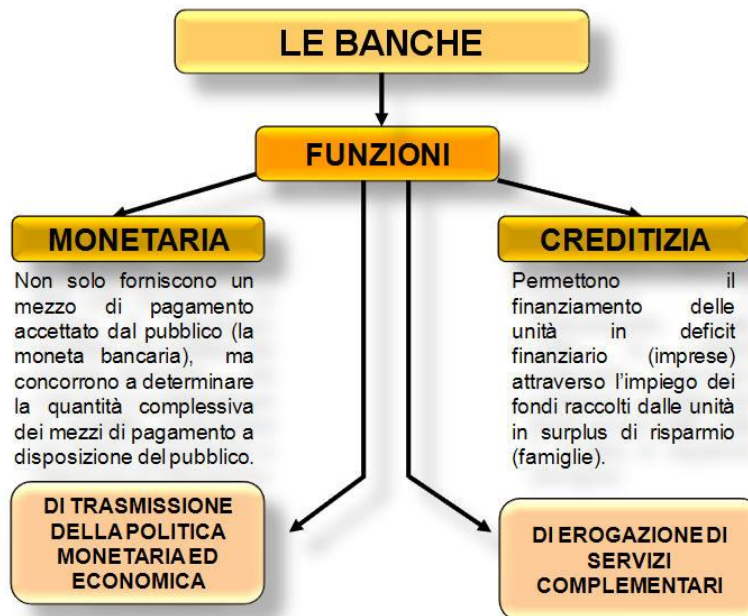 LE BANCHE
FUNZIONI
MONETARIA
Non solo forniscono un
mezzo di pagamento
accettato dal pubblico (la
moneta bancaria), ma
concorrono a determinare
la quantità complessiva
dei mezzi di pagamento a
disposizione del pubblico.
CREDITIZIA
Permettono il
finanziamento delle
unità in deficit
finanziario (imprese)
attraverso l'impiego dei
fondi raccolti dalle unità
in surplus di risparmio
(famiglie).
DI TRASMISSIONE
DELLA POLITICA
MONETARIA ED
ECONOMICA
DI EROGAZIONE DI
SERVIZI
COMPLEMENTARI